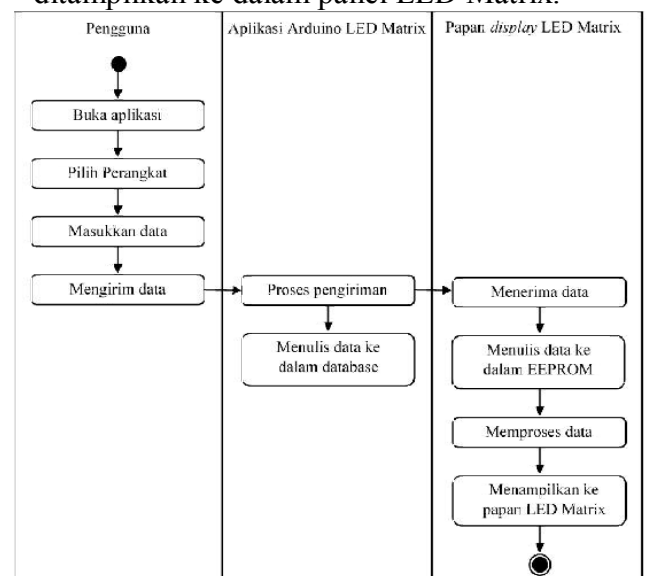 ditampilkan ke dalam panel LED Matrix.
Pengguna
Aplikasi Arduino LED Matrix
Papan display LED Matrix
Buka aplikasi
Pilih Perangkat
Masukkan data
Mengirim data
Proses pengiriman
Menulis data ke
dalam database
Menerima data
Menulis data ke
dalam EEPROM
Memproses data
Menampilkan ke
papan LED Matrix